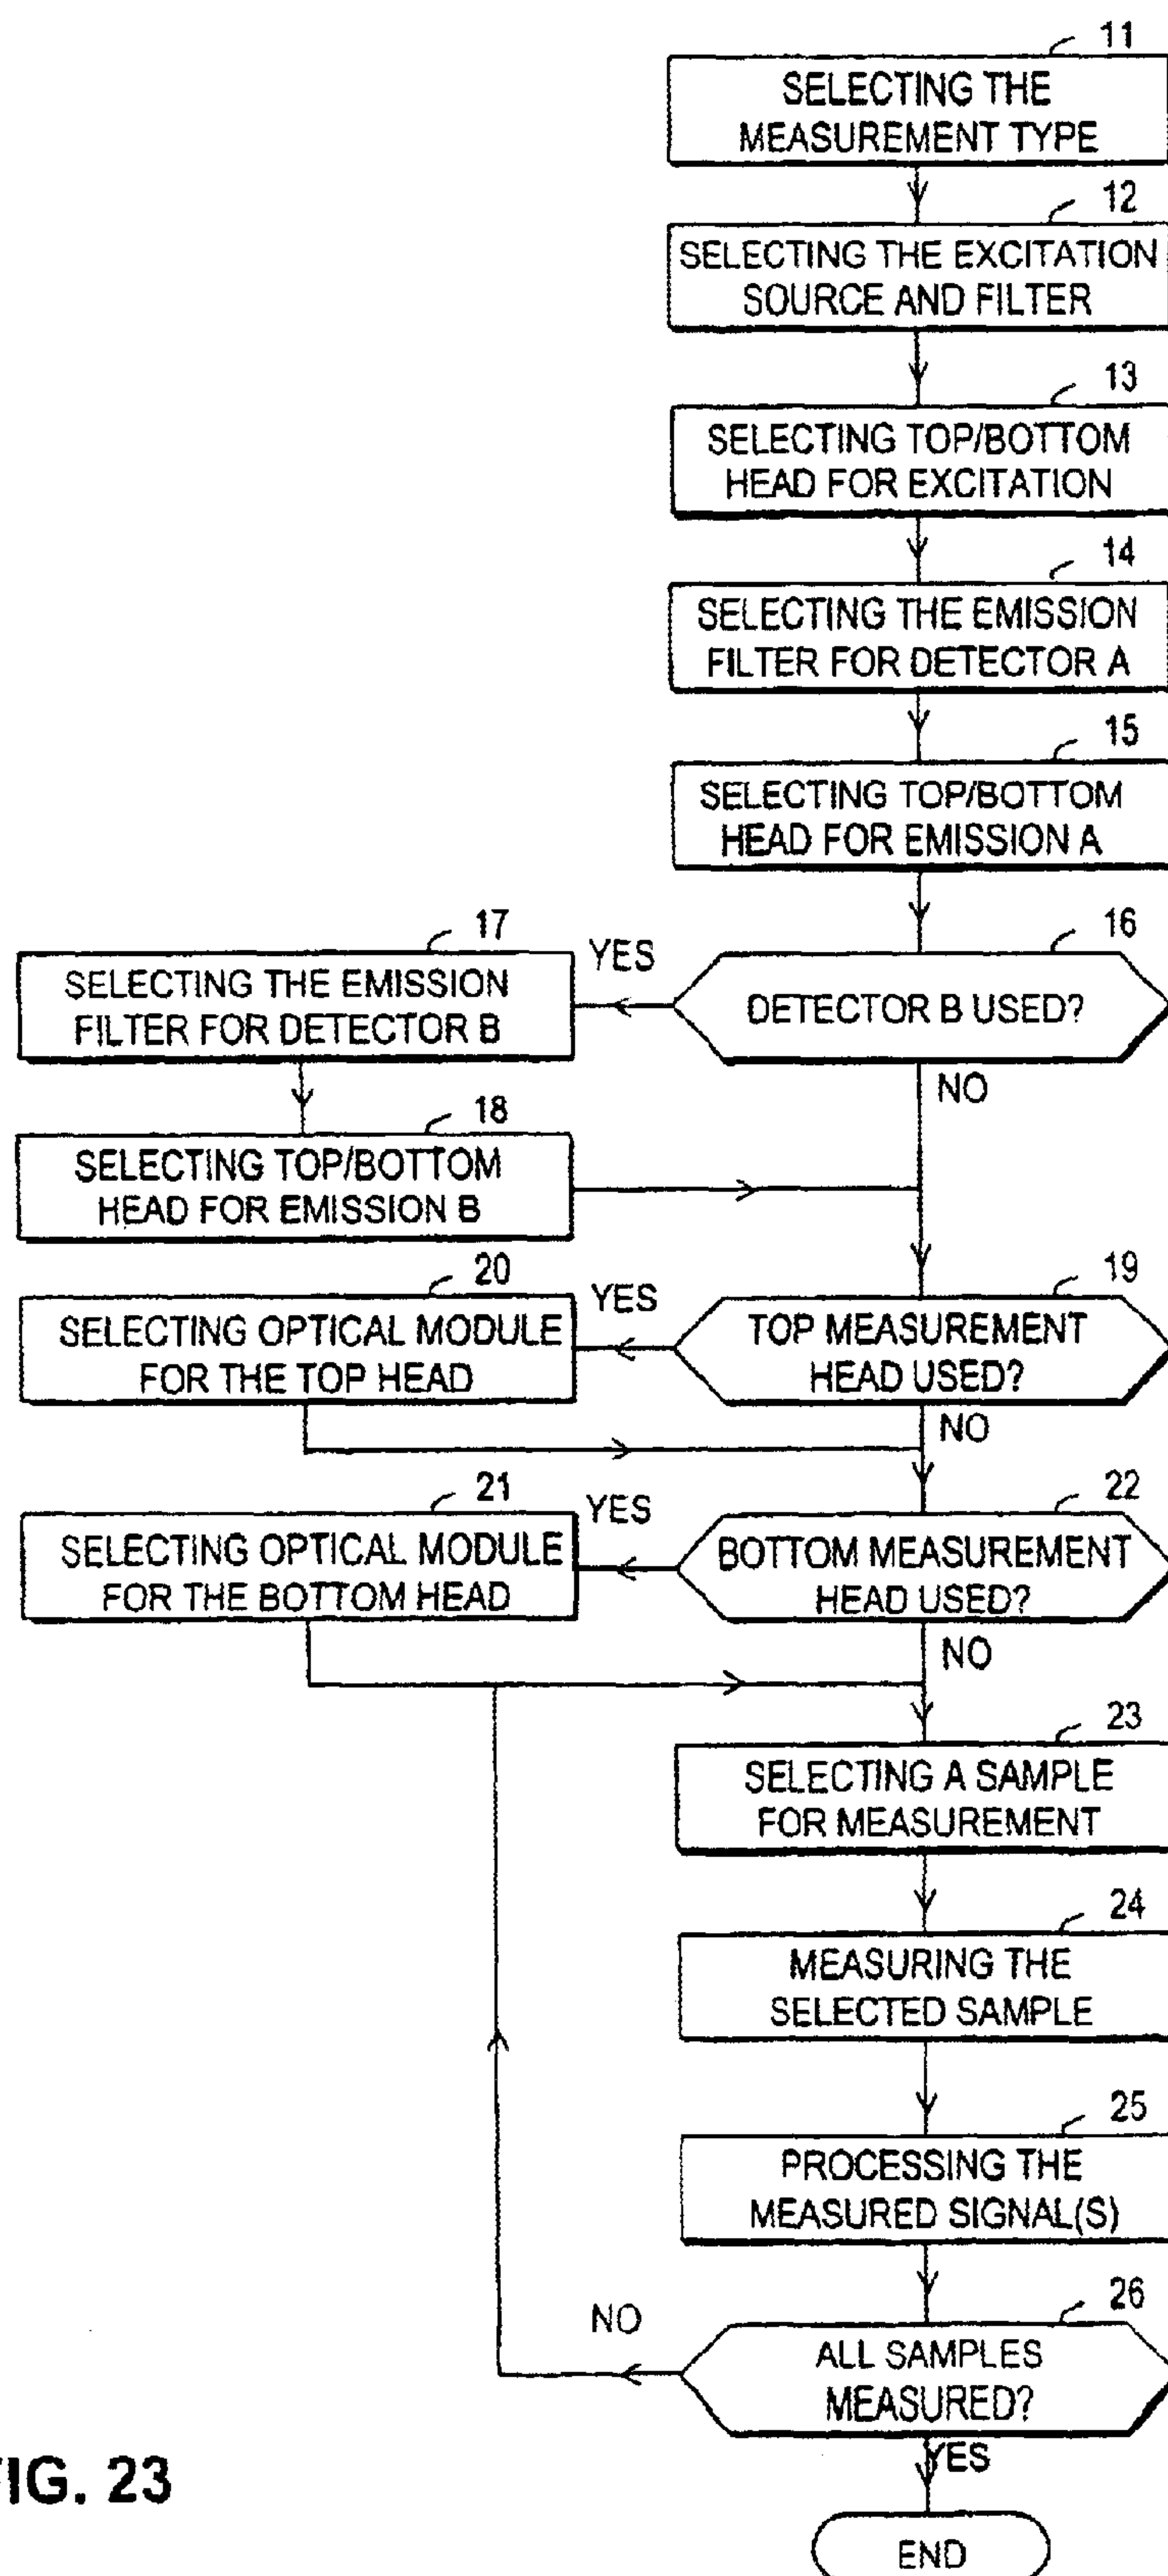 11
SELECTING THE
MEASUREMENT TYPE
12
SELECTING THE EXCITATION
SOURCE AND FILTER
13
SELECTING TOP/BOTTOM
HEAD FOR EXCITATION
14
SELECTING THE EMISSION
FILTER FOR DETECTOR A
15
SELECTING TOP/BOTTOM
HEAD FOR EMISSION A
16
DETECTOR B USED?
YES
NO
17
SELECTING THE EMISSION
FILTER FOR DETECTOR B
18
SELECTING TOP/BOTTOM
HEAD FOR EMISSION B
19
TOP MEASUREMENT
HEAD USED?
YES
NO
20
SELECTING OPTICAL MODULE
FOR THE TOP HEAD
22
BOTTOM MEASUREMENT
HEAD USED?
YES
NO
21
SELECTING OPTICAL MODULE
FOR THE BOTTOM HEAD
23
SELECTING A SAMPLE
FOR MEASUREMENT
24
MEASURING THE
SELECTED SAMPLE
25
PROCESSING THE
MEASURED SIGNAL(S)
26
ALL SAMPLES
MEASURED?
NO
YES
END
IG. 23